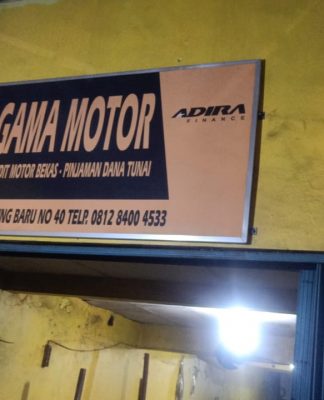 GAMA MOTOR
DIT MOTOR BEKAS - PINJAMAN DANA TUNAI
NG BARU NO 40 TELP. 0812 8400 4533
ADIRA
FINANCE